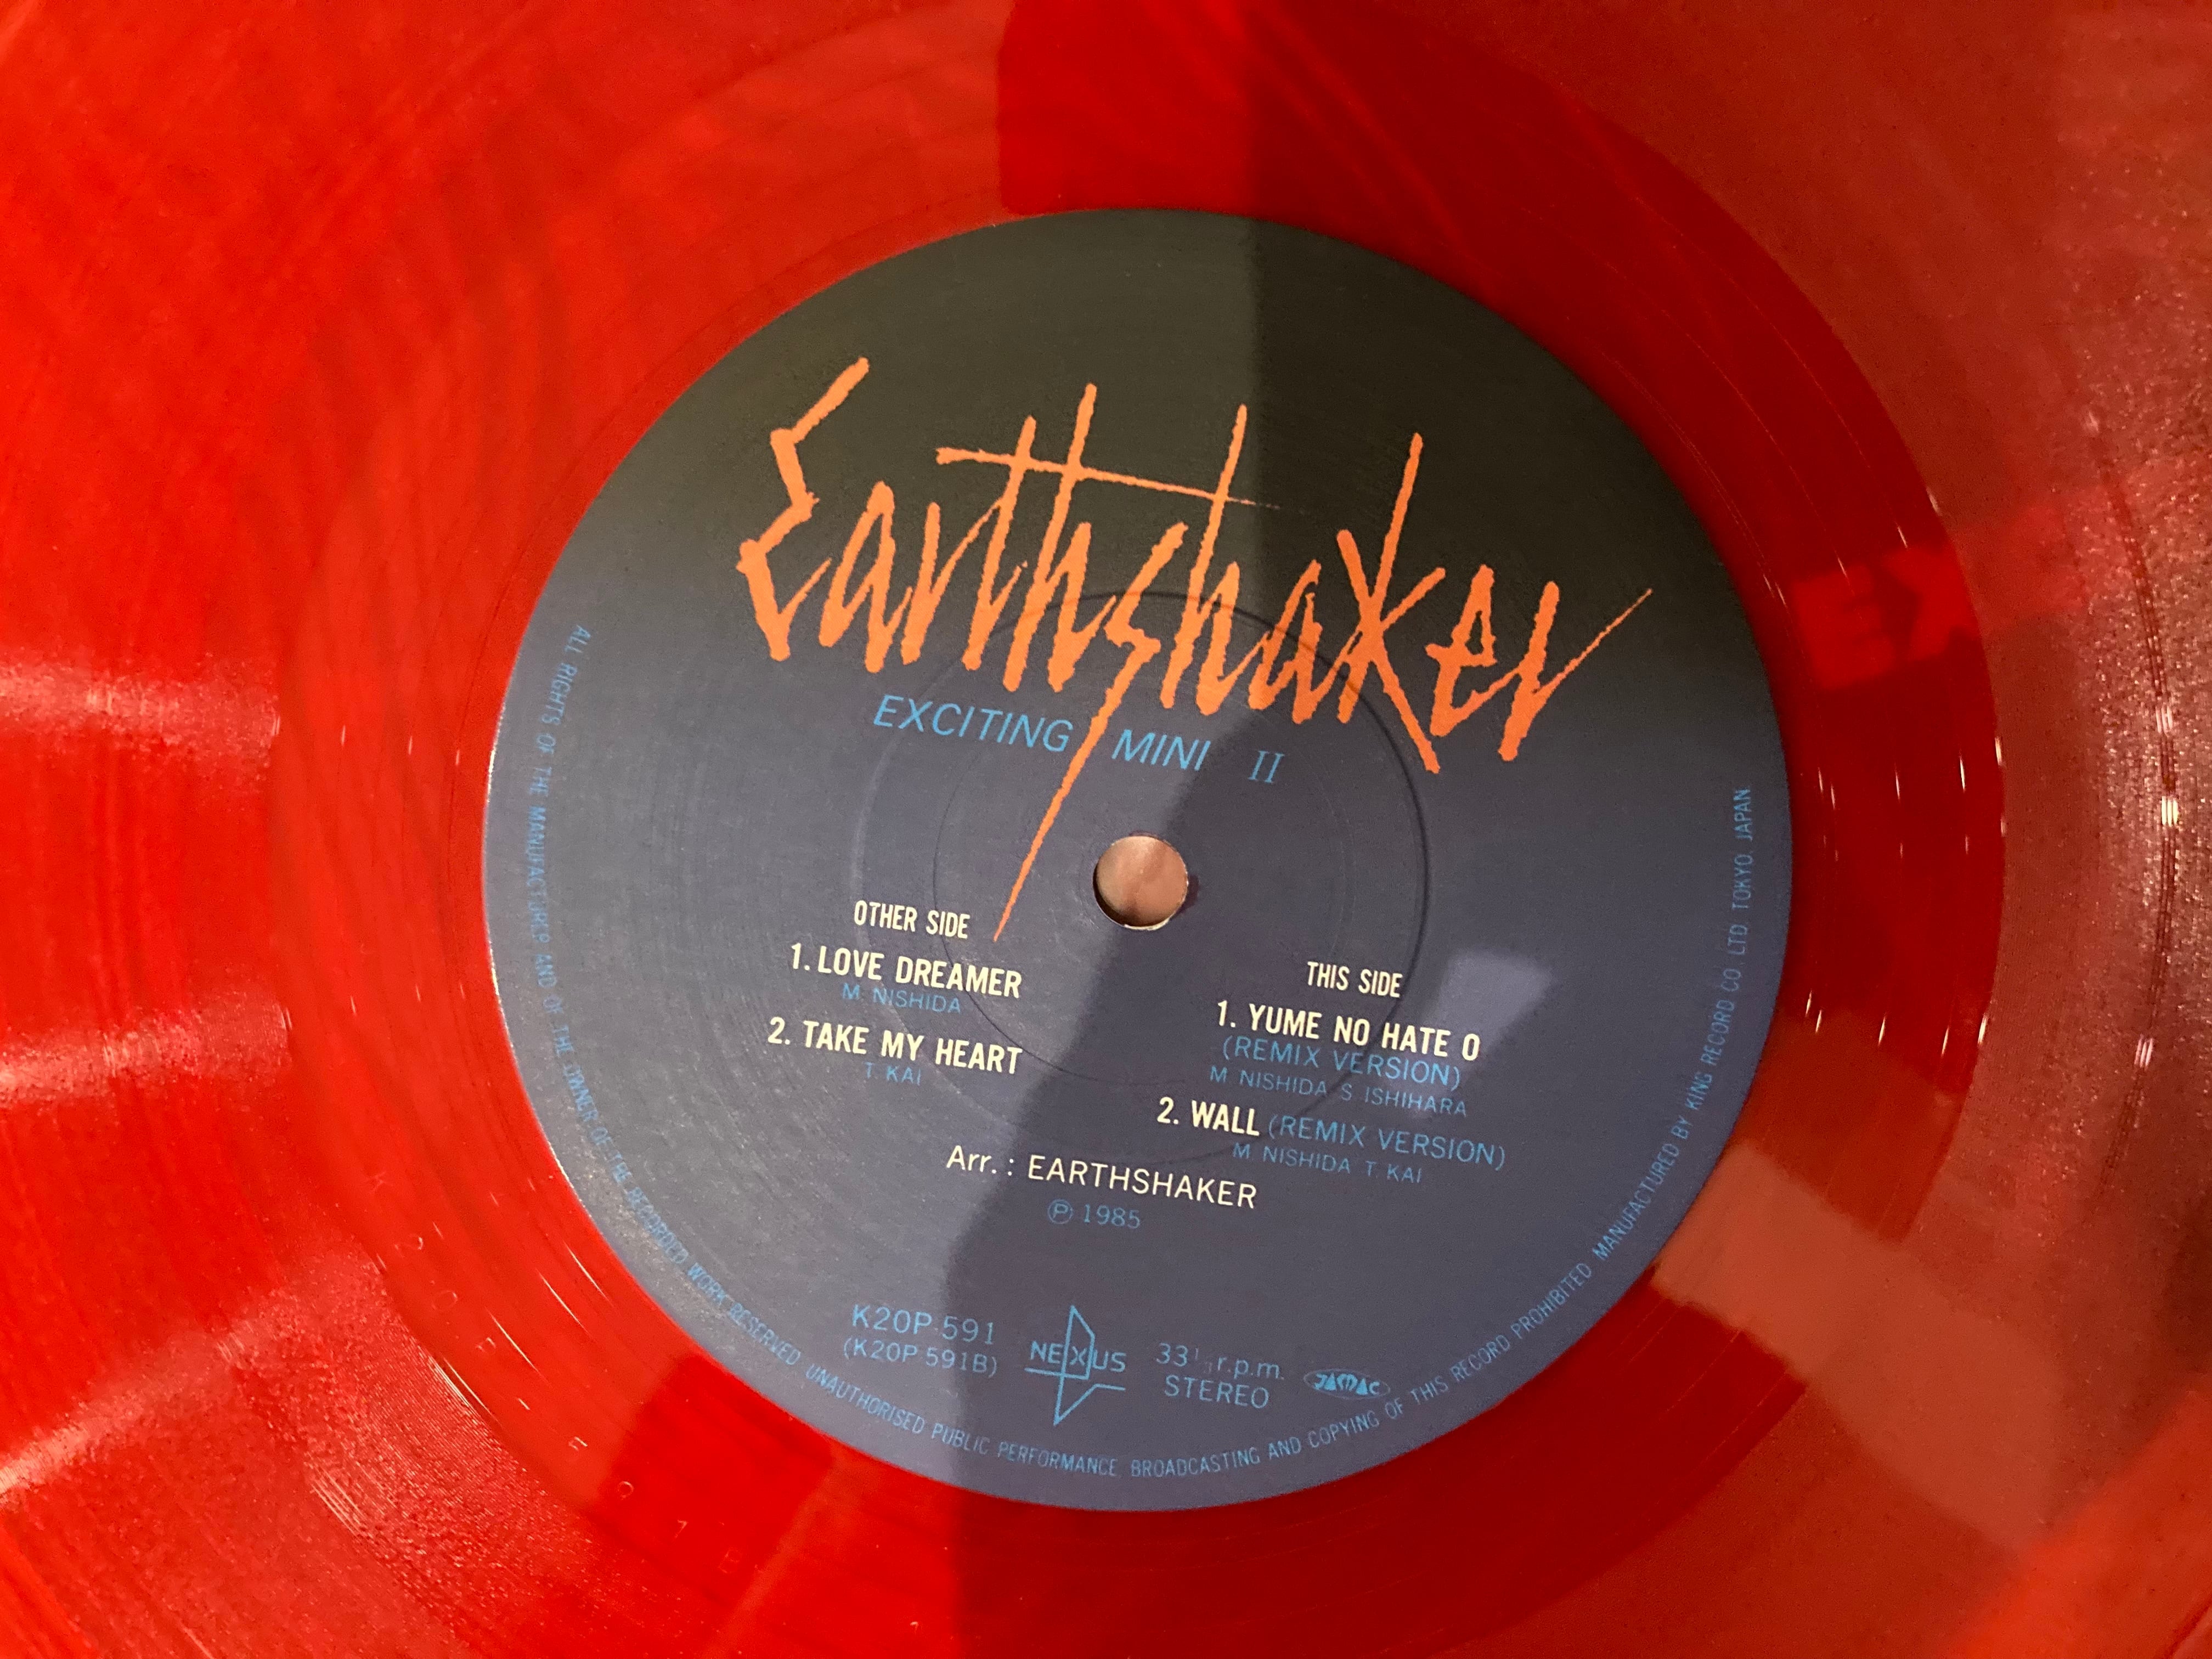 Earthshaker
EXCITING MINI II
OTHER SIDE
1. LOVE DREAMER
M. NISHIDA
2. TAKE MY HEART
T. KAI
THIS SIDE
1. YUME NO HATE O
(REMIX VERSION)
M. NISHIDA S. ISHIHARA
2. WALL (REMIX VERSION)
M. NISHIDA T. KAI
Arr. : EARTHSHAKER
Ⓟ 1985
K20P-591
(K20P-591B)
NEXUS
33⅓ r.p.m.
STEREO
ALL RIGHTS OF THE MANUFACTURER AND OF THE OWNER OF THE RECORDED WORK RESERVED. UNAUTHORISED PUBLIC PERFORMANCE BROADCASTING AND COPYING OF THIS RECORD PROHIBITED. MANUFACTURED BY KING RECORD CO. LTD. TOKYO, JAPAN
EX